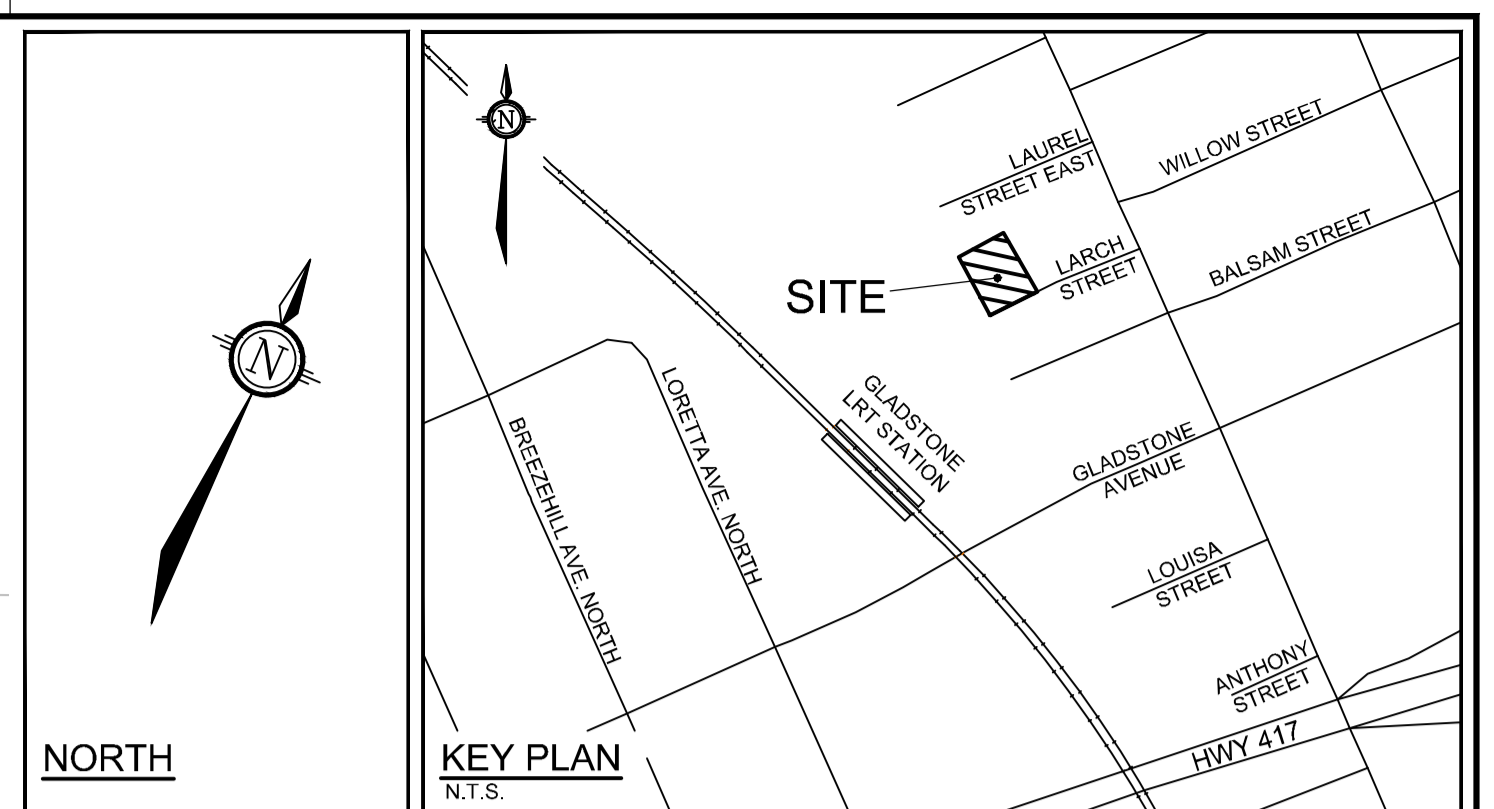 N
NORTH
N
LAUREL
STREET EAST
WILLOW STREET
LARCH
STREET
BALSAM STREET
SITE
GLADSTONE
LRT STATION
LORETTA AVE. NORTH
BREEZEHILL AVE. NORTH
GLADSTONE
AVENUE
LOUISA
STREET
ANTHONY
STREET
HWY 417
KEY PLAN
N.T.S.